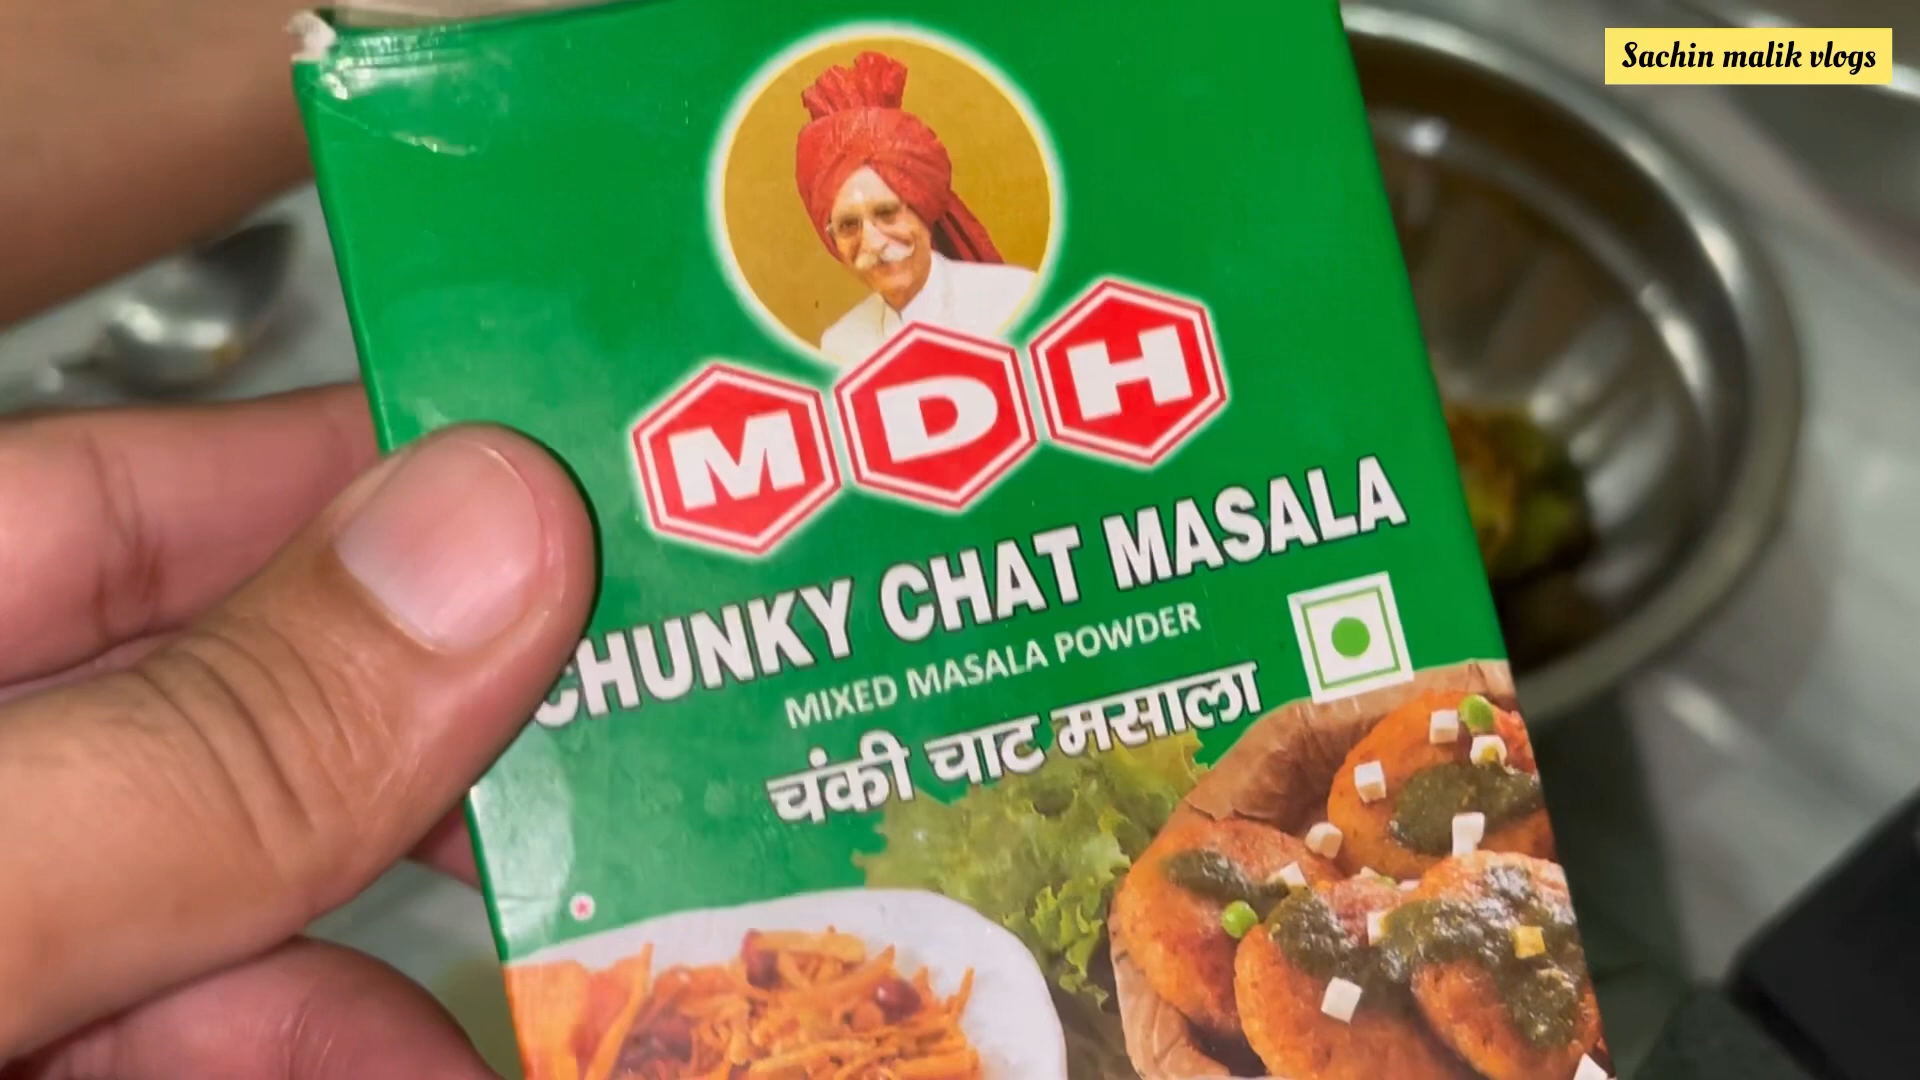 Sachin malik vlogs
MDH
CHUNKY CHAT MASALA
MIXED MASALA POWDER
चंकी चाट मसाला